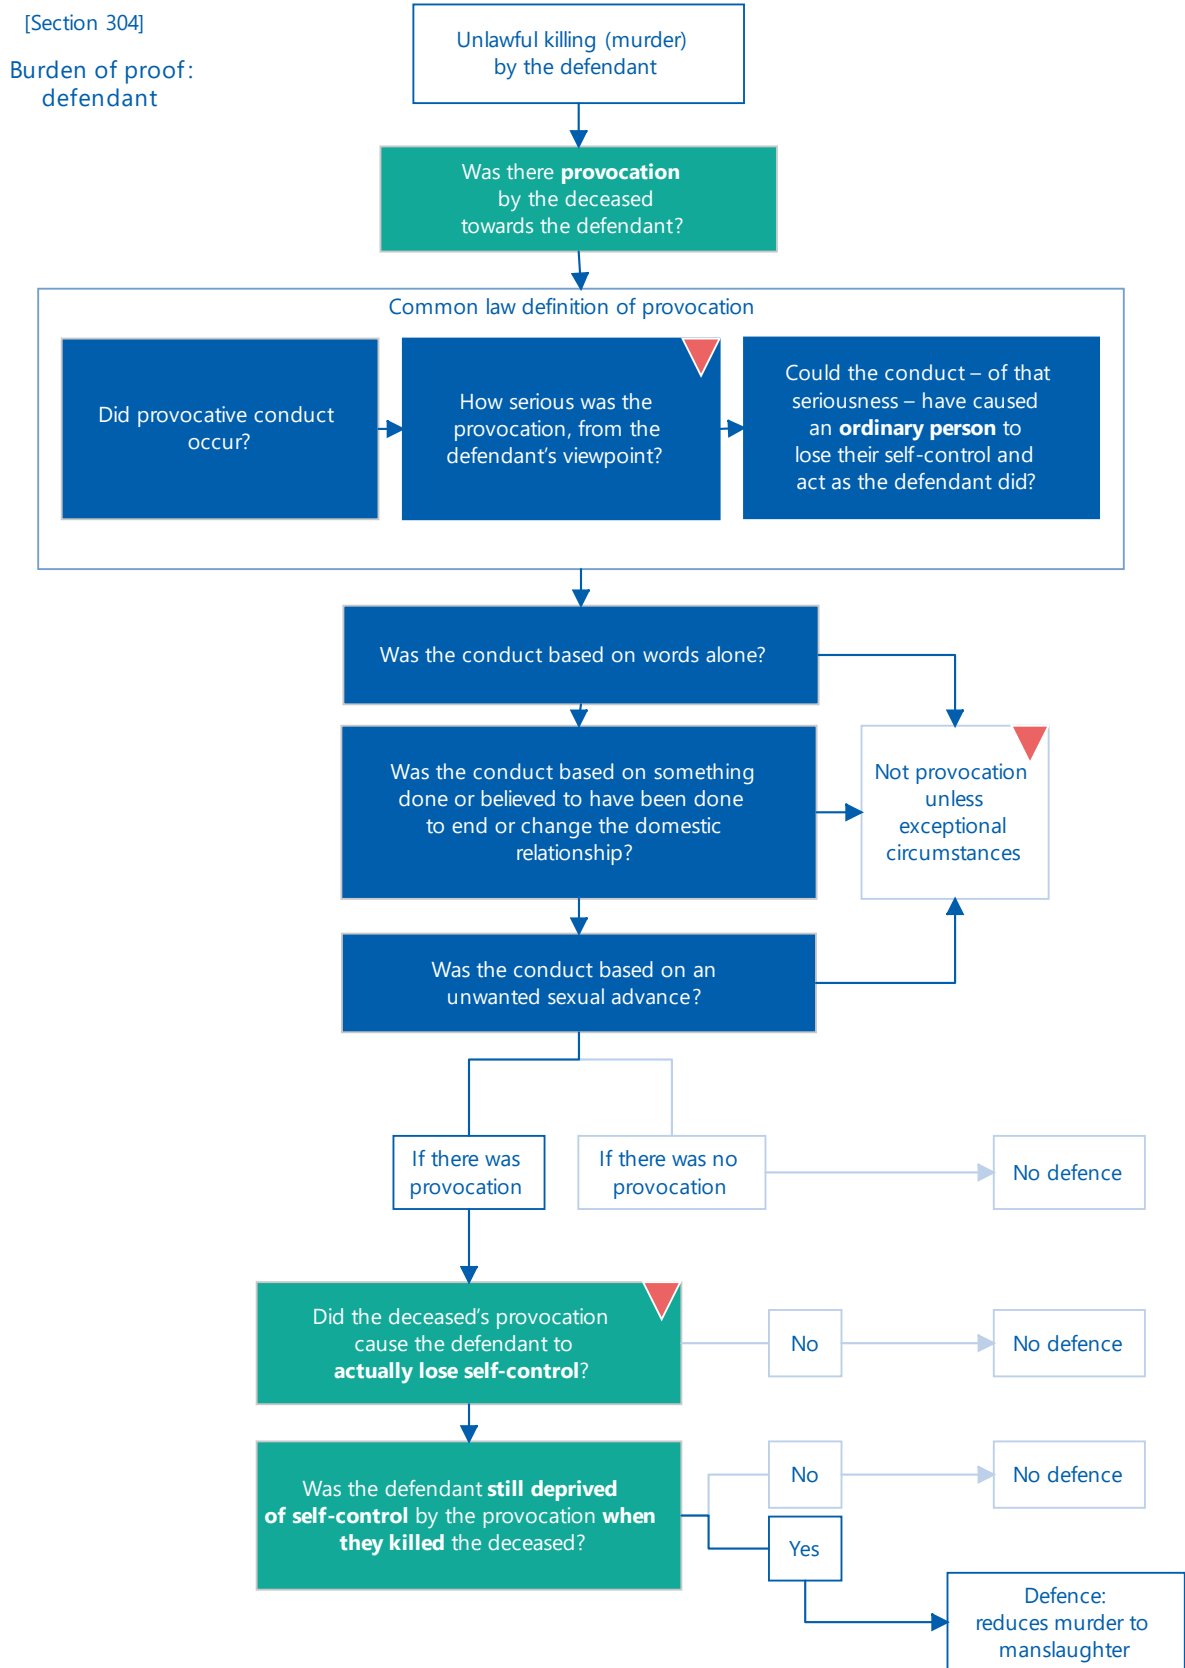 [Section 304]
Burden of proof:
defendant
Unlawful killing (murder)
by the defendant
Was there provocation
by the deceased
towards the defendant?
Common law definition of provocation
Did provocative conduct
occur?
How serious was the
provocation, from the
defendant’s viewpoint?
Could the conduct – of that
seriousness – have caused
an ordinary person to
lose their self-control and
act as the defendant did?
Was the conduct based on words alone?
Was the conduct based on something
done or believed to have been done
to end or change the domestic
relationship?
Not provocation
unless
exceptional
circumstances
Was the conduct based on an
unwanted sexual advance?
If there was
provocation
If there was no
provocation
No defence
Did the deceased’s provocation
cause the defendant to
actually lose self-control?
No
No defence
Was the defendant still deprived
of self-control by the provocation when
they killed the deceased?
No
No defence
Yes
Defence:
reduces murder to
manslaughter